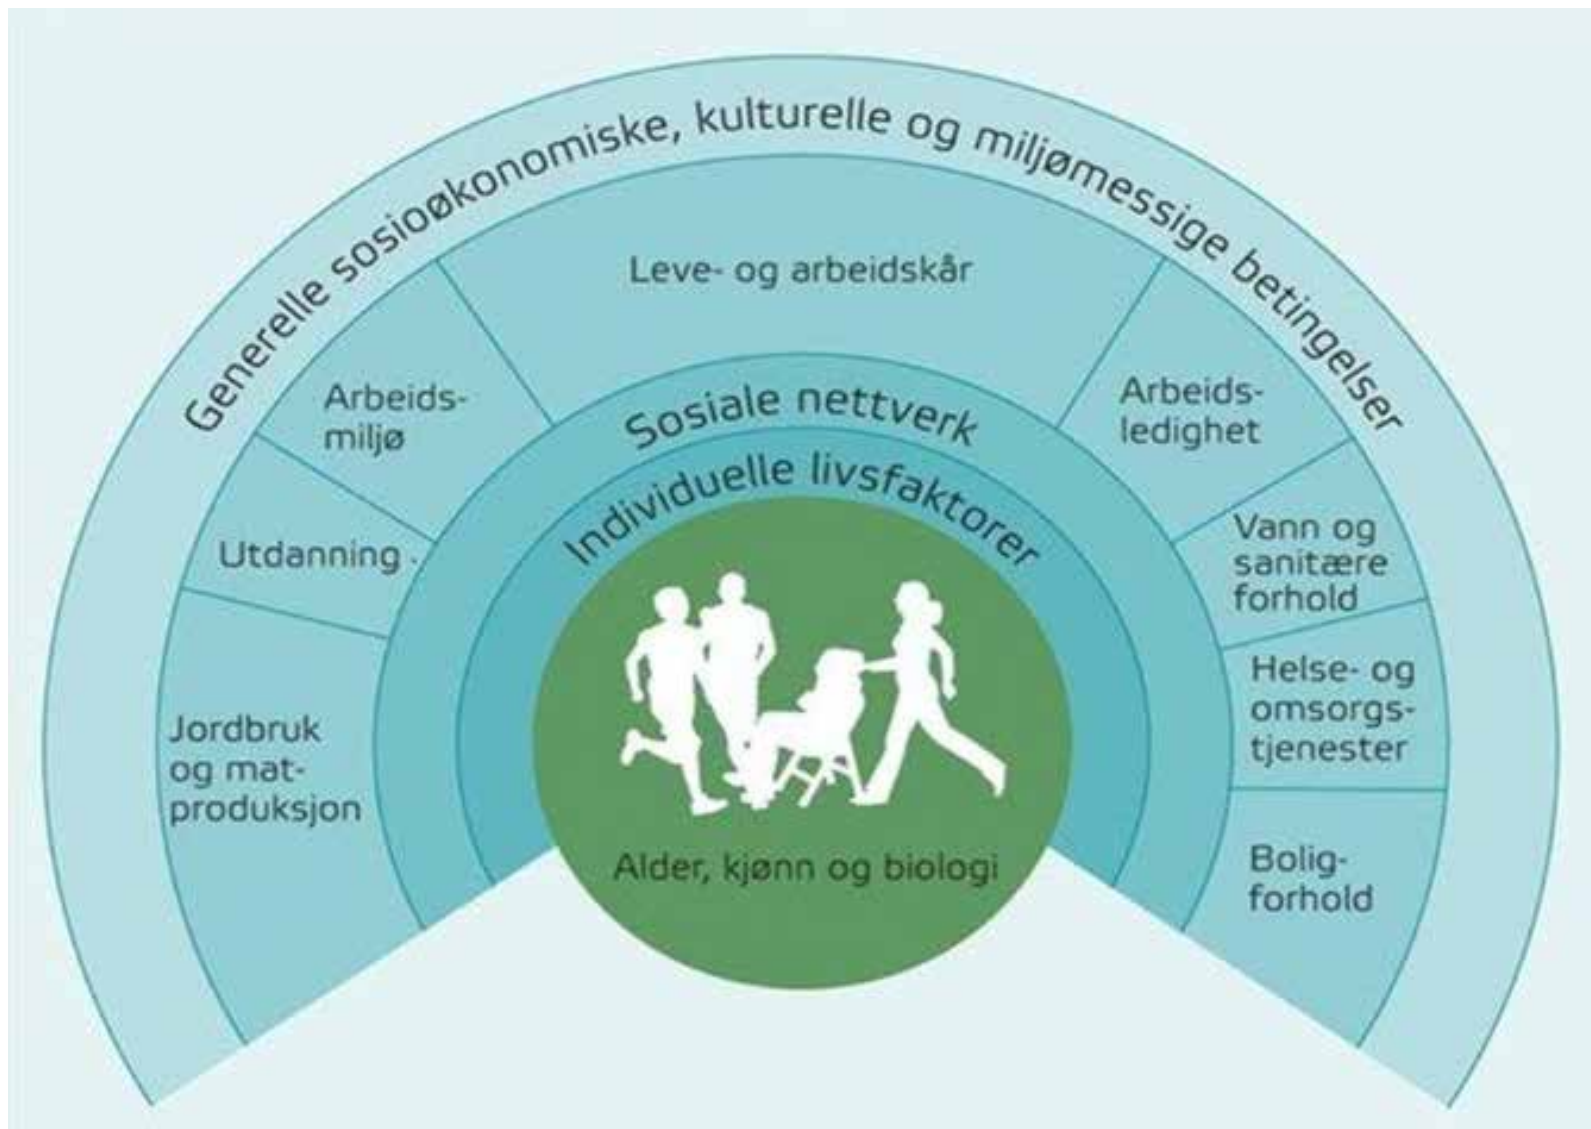 Generelle sosioøkonomiske, kulturelle og miljømessige betingelser
Leve- og arbeidskår
Arbeids-
miljø
Utdanning
Jordbruk
og mat-
produksjon
Arbeids-
ledighet
Vann og
sanitære
forhold
Helse- og
omsorgs-
tjenester
Bolig-
forhold
Sosiale nettverk
Individuelle livsfaktorer
Alder, kjønn og biologi